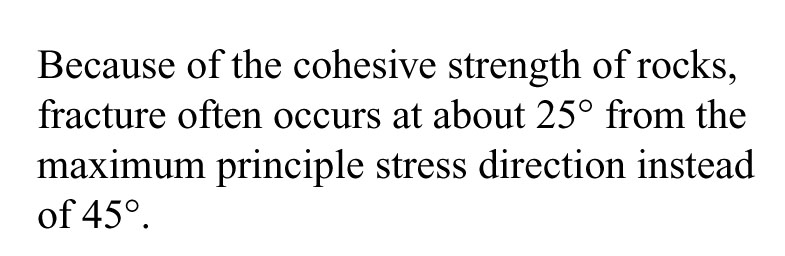 Because of the cohesive strength of rocks,
fracture often occurs at about 25° from the
maximum principle stress direction instead
of 45°.